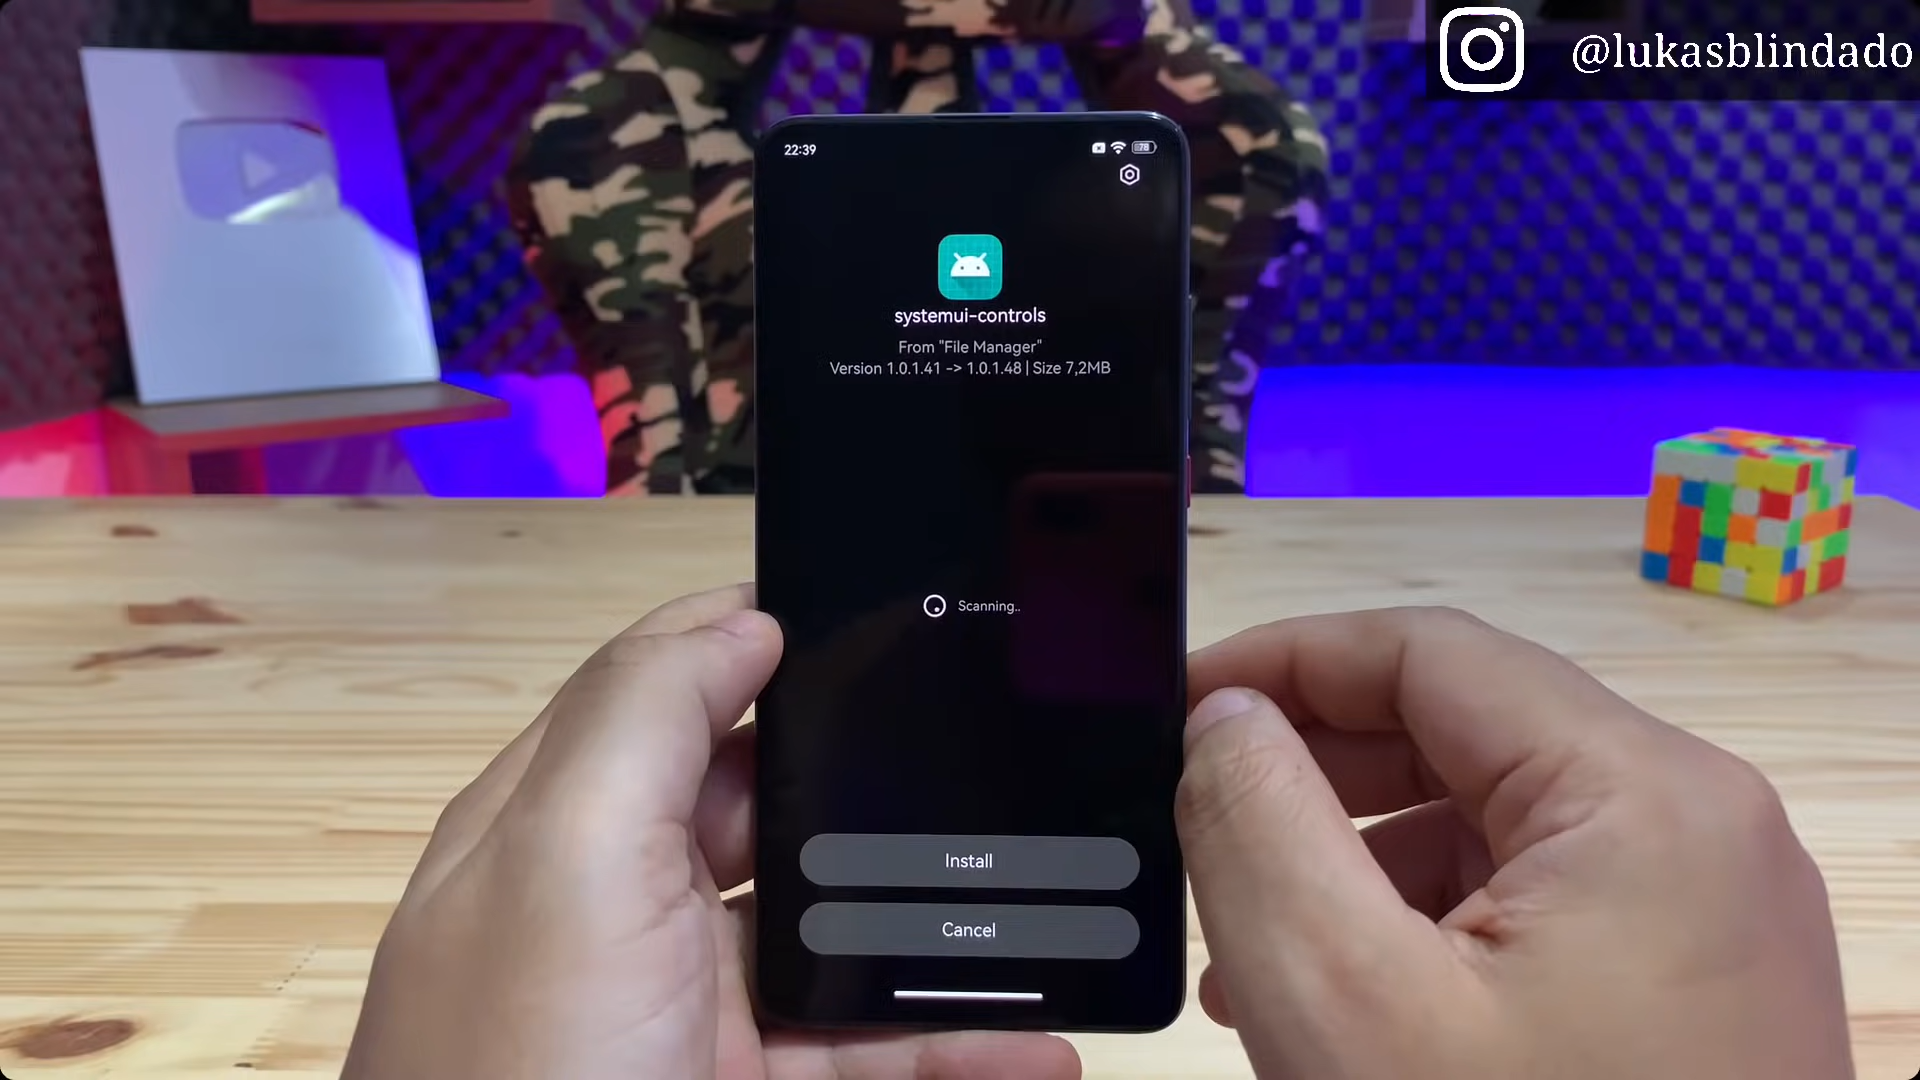 @lukasblindado
22:39
78
systemui-controls
From "File Manager"
Version 1.0.1.41 -> 1.0.1.48 | Size 7,2MB
Scanning..
Install
Cancel